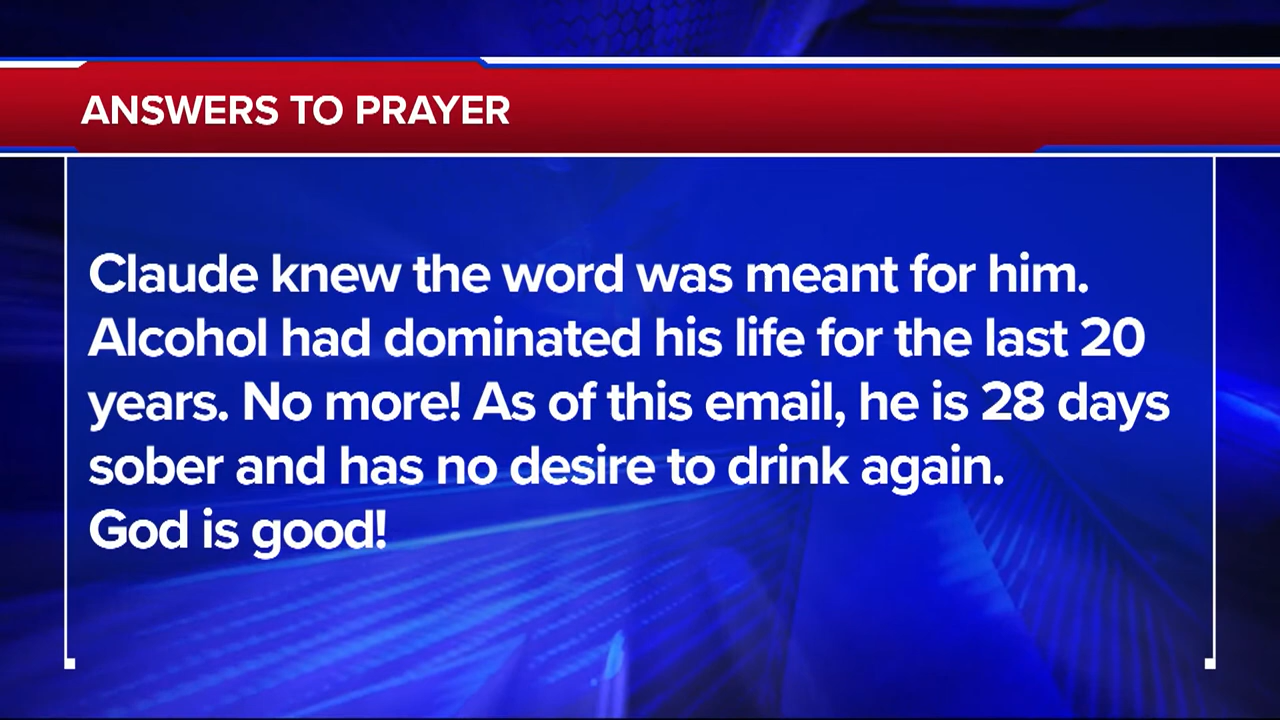 ANSWERS TO PRAYER
Claude knew the word was meant for him.
Alcohol had dominated his life for the last 20
years. No more! As of this email, he is 28 days
sober and has no desire to drink again.
God is good!